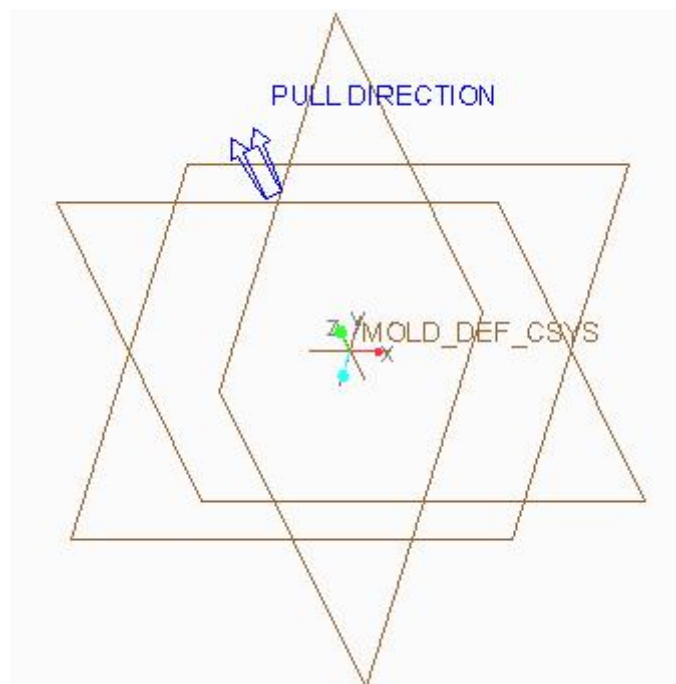 PULL DIRECTION
Z Y MOLD_DEF_CSYS
X